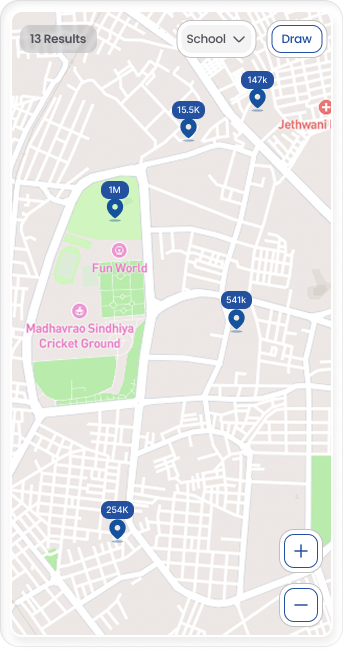 13 Results
School
Draw
147k
15.5K
Jethwani
1M
Fun World
541k
Madhavrao Sindhiya
Cricket Ground
254K
+
−